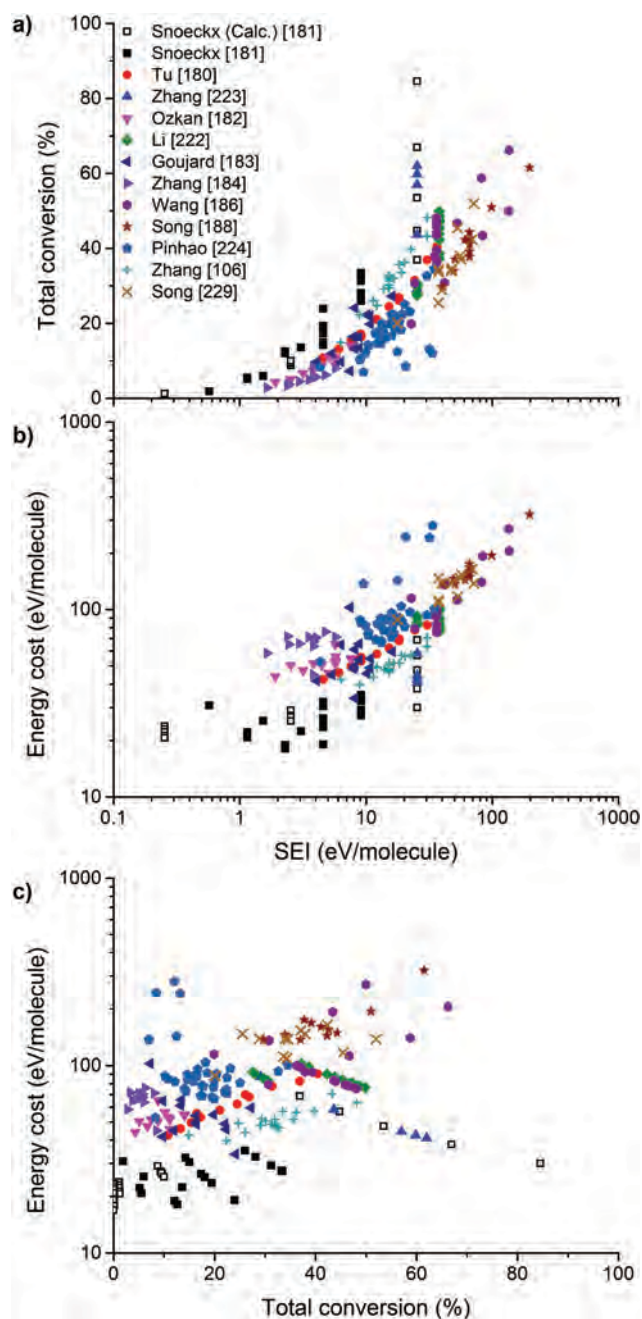 a)
Total conversion (%)
100
80
60
40
20
0
Snoeckx (Calc.) [181]
Snoeckx [181]
Tu [180]
Zhang [223]
Ozkan [182]
Li [222]
Goujard [183]
Zhang [184]
Wang [186]
Song [188]
Pinhao [224]
Zhang [106]
Song [229]
b)
Energy cost (eV/molecule)
1000
100
10
0.1 1 10 100 1000
SEI (eV/molecule)
c)
Energy cost (eV/molecule)
1000
100
10
0 20 40 60 80 100
Total conversion (%)